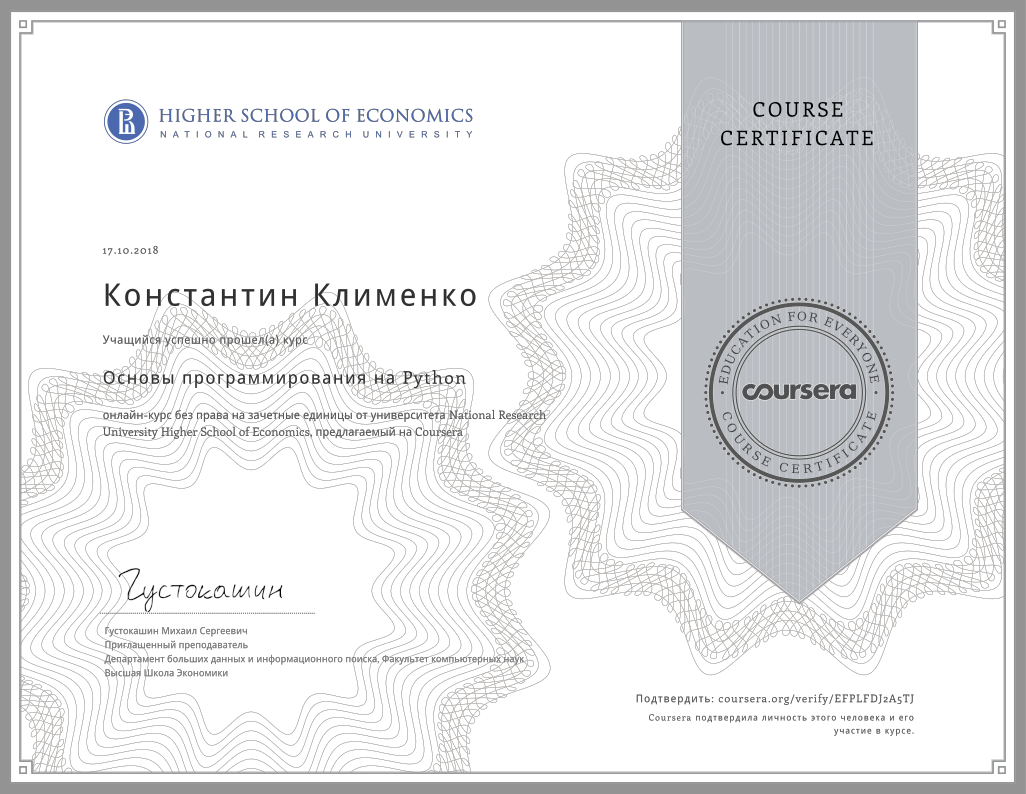 HIGHER SCHOOL OF ECONOMICS
NATIONAL RESEARCH UNIVERSITY
COURSE
CERTIFICATE
17.10.2018
Константин Клименко
Учащийся успешно прошел(а) курс
Основы программирования на Python
онлайн-курс без права на зачетные единицы от университета National Research
University Higher School of Economics, предлагаемый на Coursera
EDUCATION FOR EVERYONE
coursera
COURSE CERTIFICATE
Густокашин
Густокашин Михаил Сергеевич
Приглашенный преподаватель
Департамент больших данных и информационного поиска, Факультет компьютерных наук
Высшая Школа Экономики
Подтвердить: coursera.org/verify/EFPLFDJ2A5TJ
Coursera подтвердила личность этого человека и его
участие в курсе.